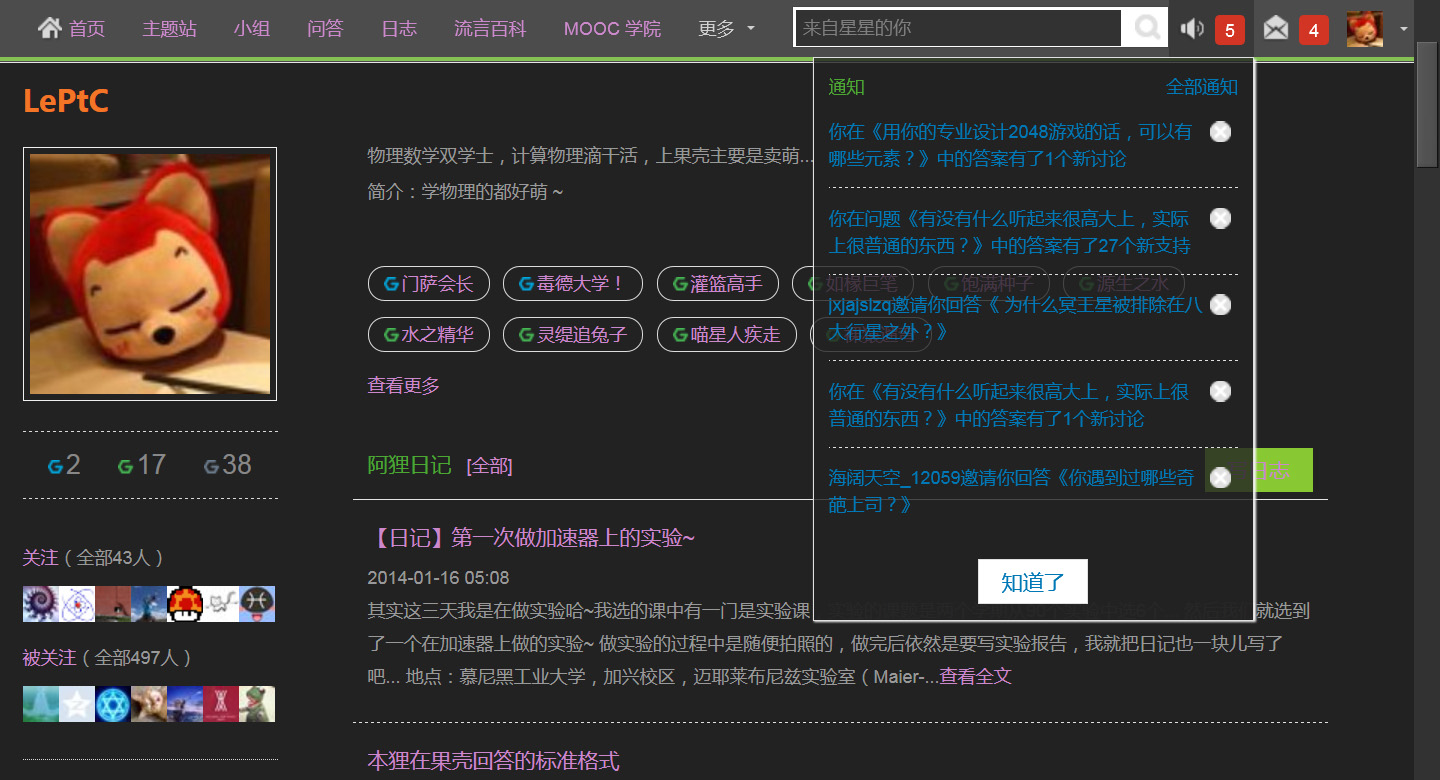 首页 主题站 小组 问答 日志 流言百科 MOOC 学院 更多 来自星星的你 5 4
LePtC
物理数学双学士，计算物理滴干活，上果壳主要是卖萌...
简介：学物理的都好萌 ~
门萨会长 毒德大学！ 灌篮高手 如椽巨笔 饱满种子 源生之水
水之精华 灵缇追兔子 喵星人疾走
查看更多
2 17 38
关注（全部43人）
被关注（全部497人）
阿狸日记 [全部]
日志
【日记】第一次做加速器上的实验~
2014-01-16 05:08
其实这三天我是在做实验哈~我选的课中有一门是实验课 就选到
了一个在加速器上做的实验~ 做实验的过程中是随便拍照的，做完后依然是要写实验报告，我就把日记也一块儿写了
吧... 地点：慕尼黑工业大学，加兴校区，迈耶莱布尼兹实验室（Maier-...查看全文
本狸在果壳回答的标准格式
通知 全部通知
你在《用你的专业设计2048游戏的话，可以有
哪些元素？》中的答案有了1个新讨论
你在问题《有没有什么听起来很高大上，实际
上很普通的东西？》中的答案有了27个新支持
jxjajslzq邀请你回答《 为什么冥王星被排除在八
大行星之外？》
你在《有没有什么听起来很高大上，实际上很
普通的东西？》中的答案有了1个新讨论
海阔天空_12059邀请你回答《你遇到过哪些奇
葩上司？》
知道了